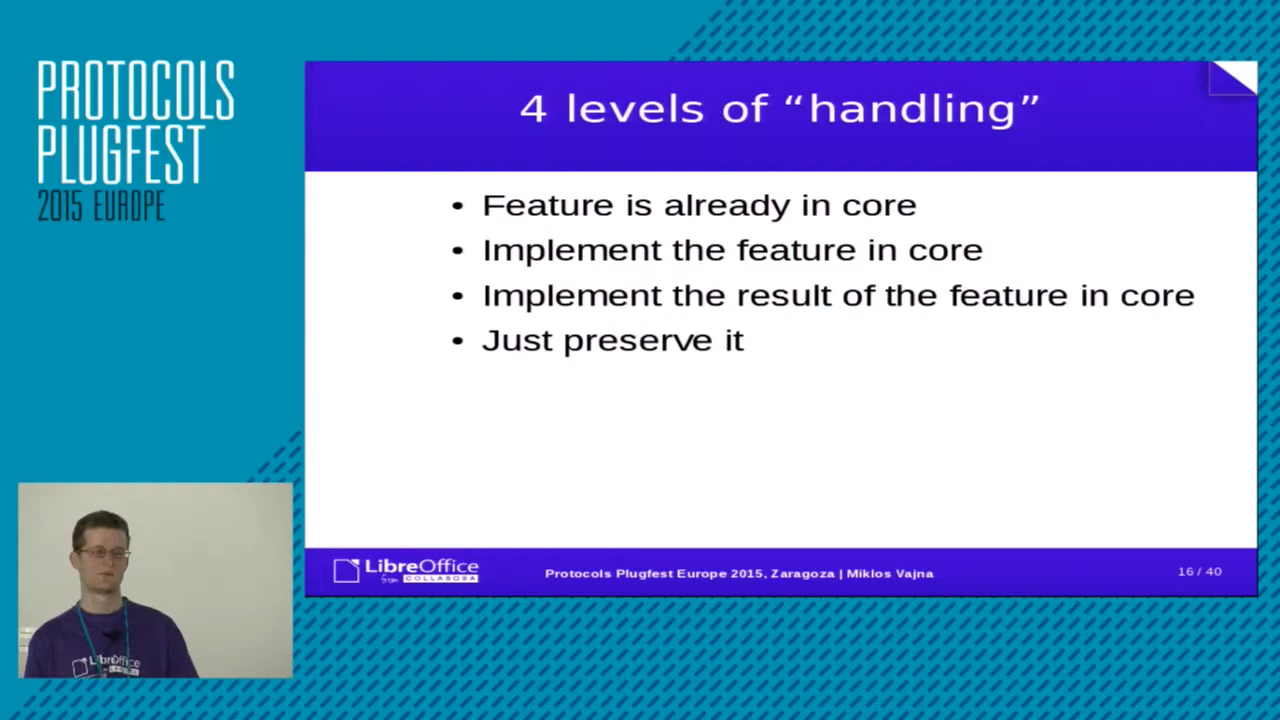 PROTOCOLS
PLUGFEST
2015 EUROPE
4 levels of “handling”
• Feature is already in core
• Implement the feature in core
• Implement the result of the feature in core
• Just preserve it
LibreOffice
from COLLABORA
Protocols Plugfest Europe 2015, Zaragoza | Miklos Vajna
16 / 40
LibreOffice